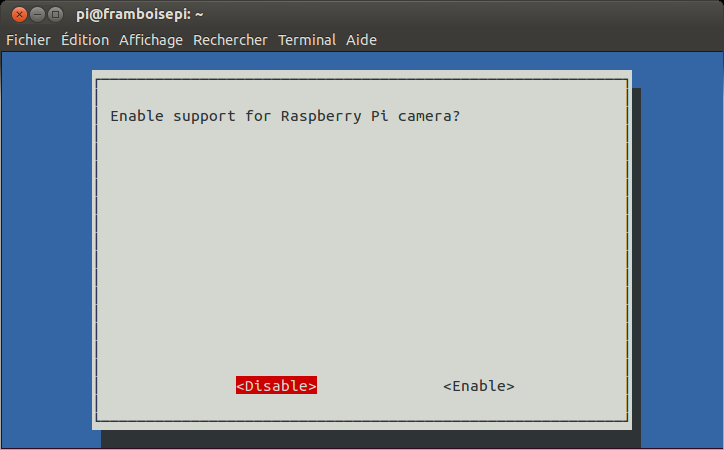 pi@framboisepi: ~
Fichier Édition Affichage Rechercher Terminal Aide
Enable support for Raspberry Pi camera?
<Disable> <Enable>